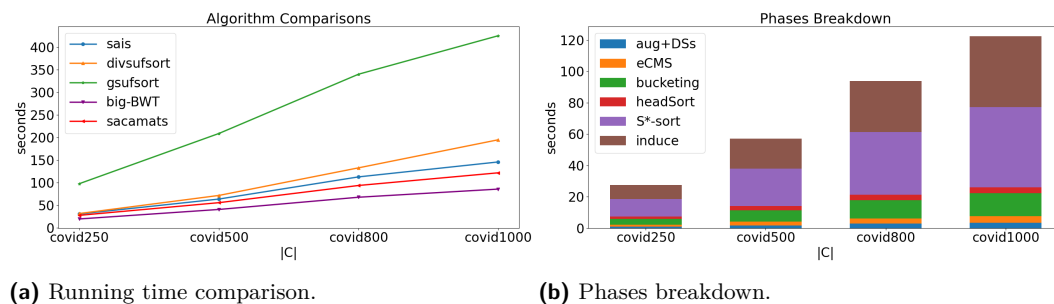 Algorithm Comparisons
400
350
300
250
200
150
100
50
0
seconds
sais
divsufsort
gsufsort
big-BWT
sacamats
covid250 covid500 covid800 covid1000
|C|
(a) Running time comparison.
Phases Breakdown
120
100
80
60
40
20
0
seconds
aug+DSs
eCMS
bucketing
headSort
S*-sort
induce
covid250 covid500 covid800 covid1000
|C|
(b) Phases breakdown.